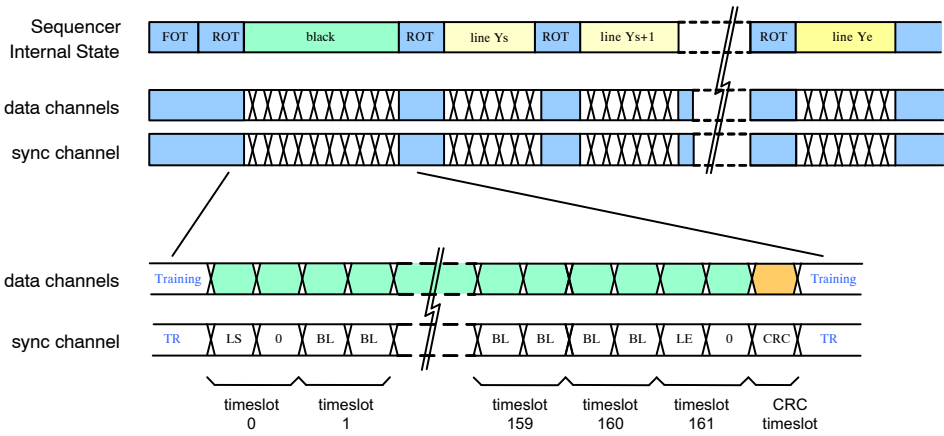 Sequencer
Internal State
FOT ROT black ROT line Ys ROT line Ys+1 ROT line Ye
data channels
sync channel
data channels
Training Training
sync channel
TR LS 0 BL BL BL BL BL BL LE 0 CRC TR
timeslot timeslot timeslot timeslot timeslot CRC
0 1 159 160 161 timeslot